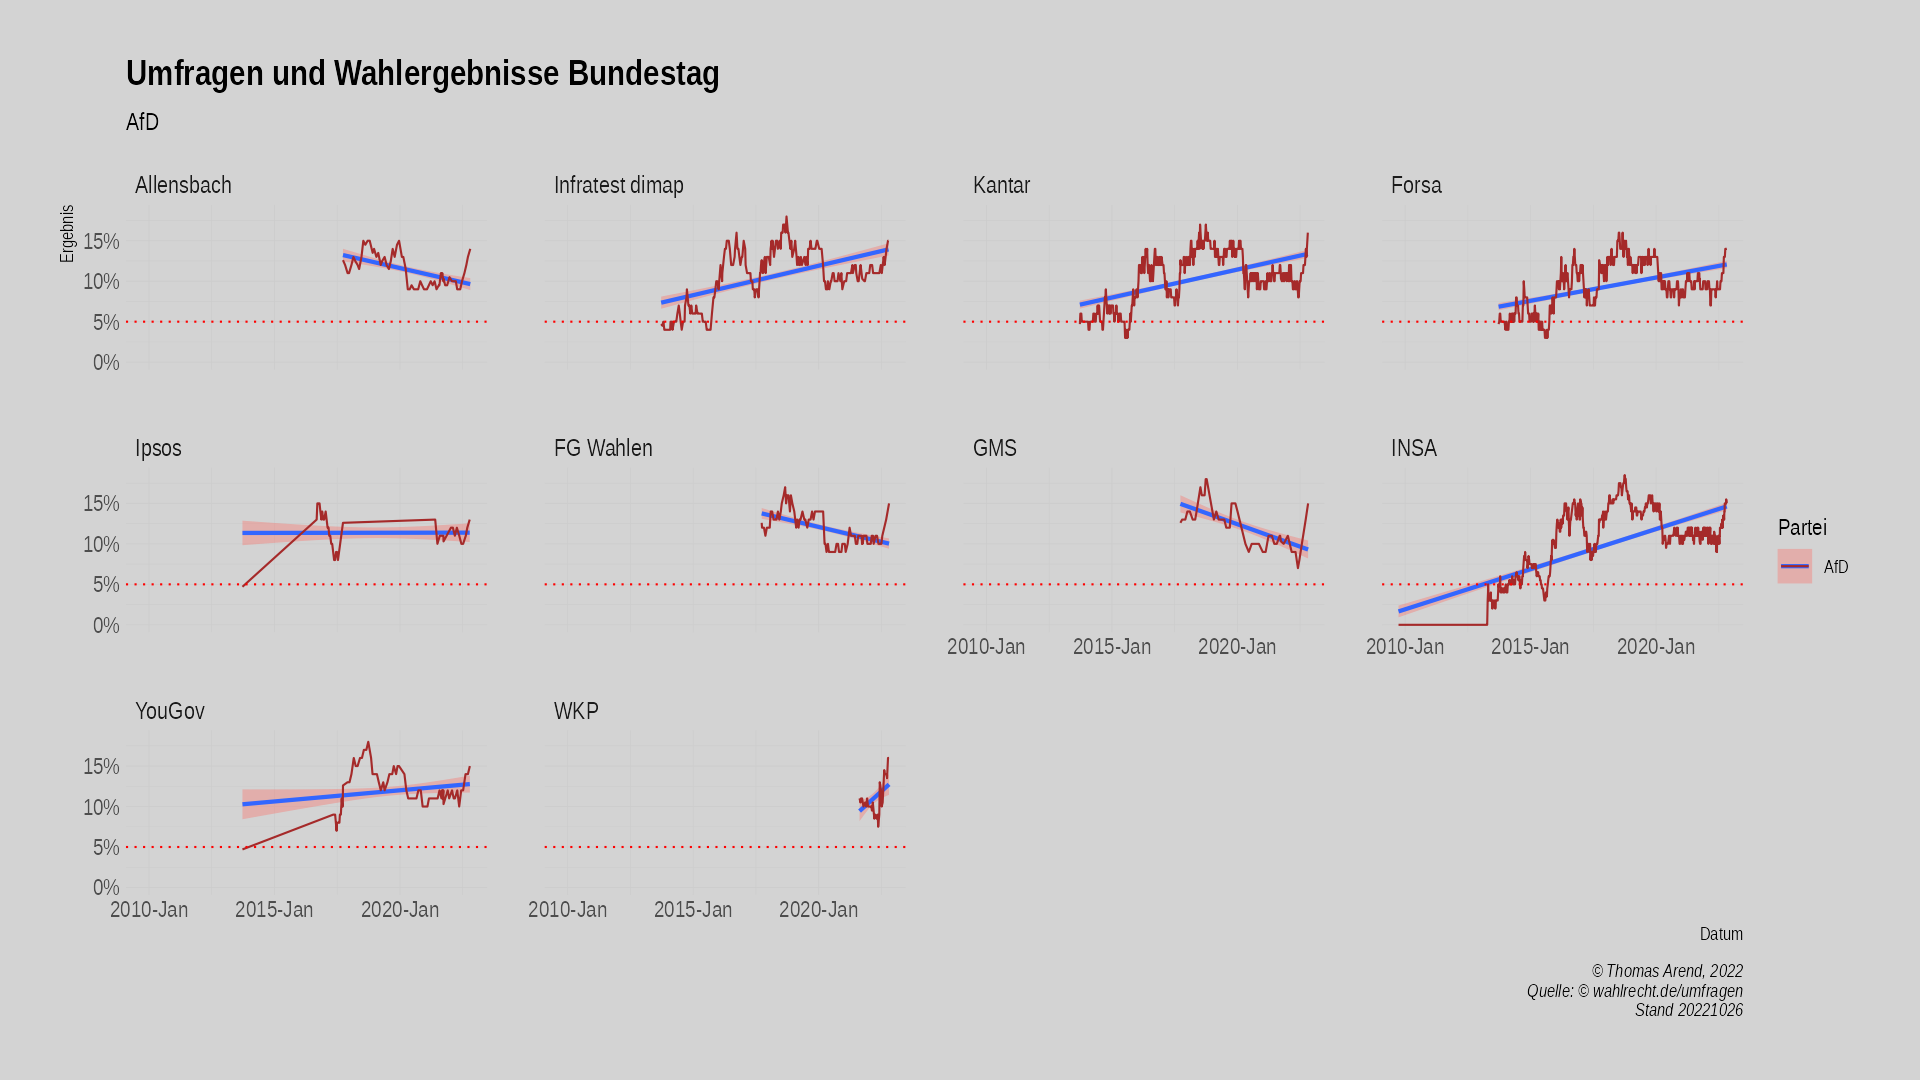 Umfragen und Wahlergebnisse Bundestag
AfD
Allensbach
Infratest dimap
Kantar
Forsa
Ergebnis
15%
10%
5%
0%
Ipsos
FG Wahlen
GMS
INSA
15%
10%
5%
0%
2010-Jan 2015-Jan 2020-Jan
2010-Jan 2015-Jan 2020-Jan
Partei
AfD
YouGov
WKP
15%
10%
5%
0%
2010-Jan 2015-Jan 2020-Jan
2010-Jan 2015-Jan 2020-Jan
Datum
© Thomas Arend, 2022
Quelle: © wahlrecht.de/umfragen
Stand 20221026